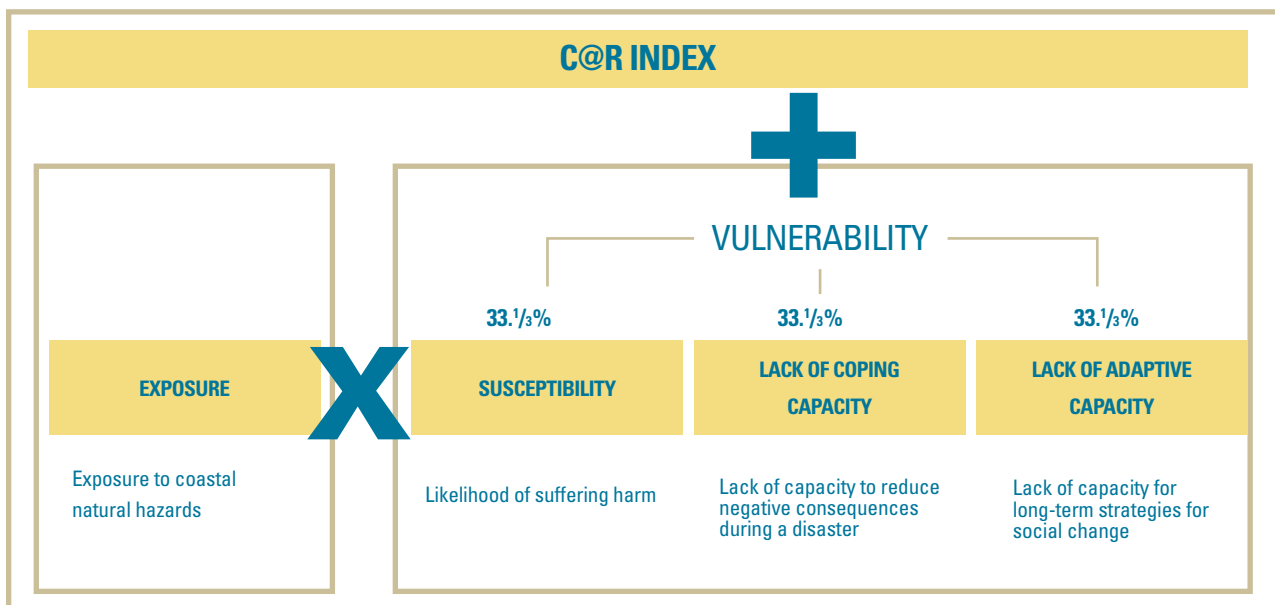 C@R INDEX
VULNERABILITY
33.1/3%
33.1/3%
33.1/3%
EXPOSURE
X
SUSCEPTIBILITY
LACK OF COPING
CAPACITY
LACK OF ADAPTIVE
CAPACITY
Exposure to coastal
natural hazards
Likelihood of suffering harm
Lack of capacity to reduce
negative consequences
during a disaster
Lack of capacity for
long-term strategies for
social change